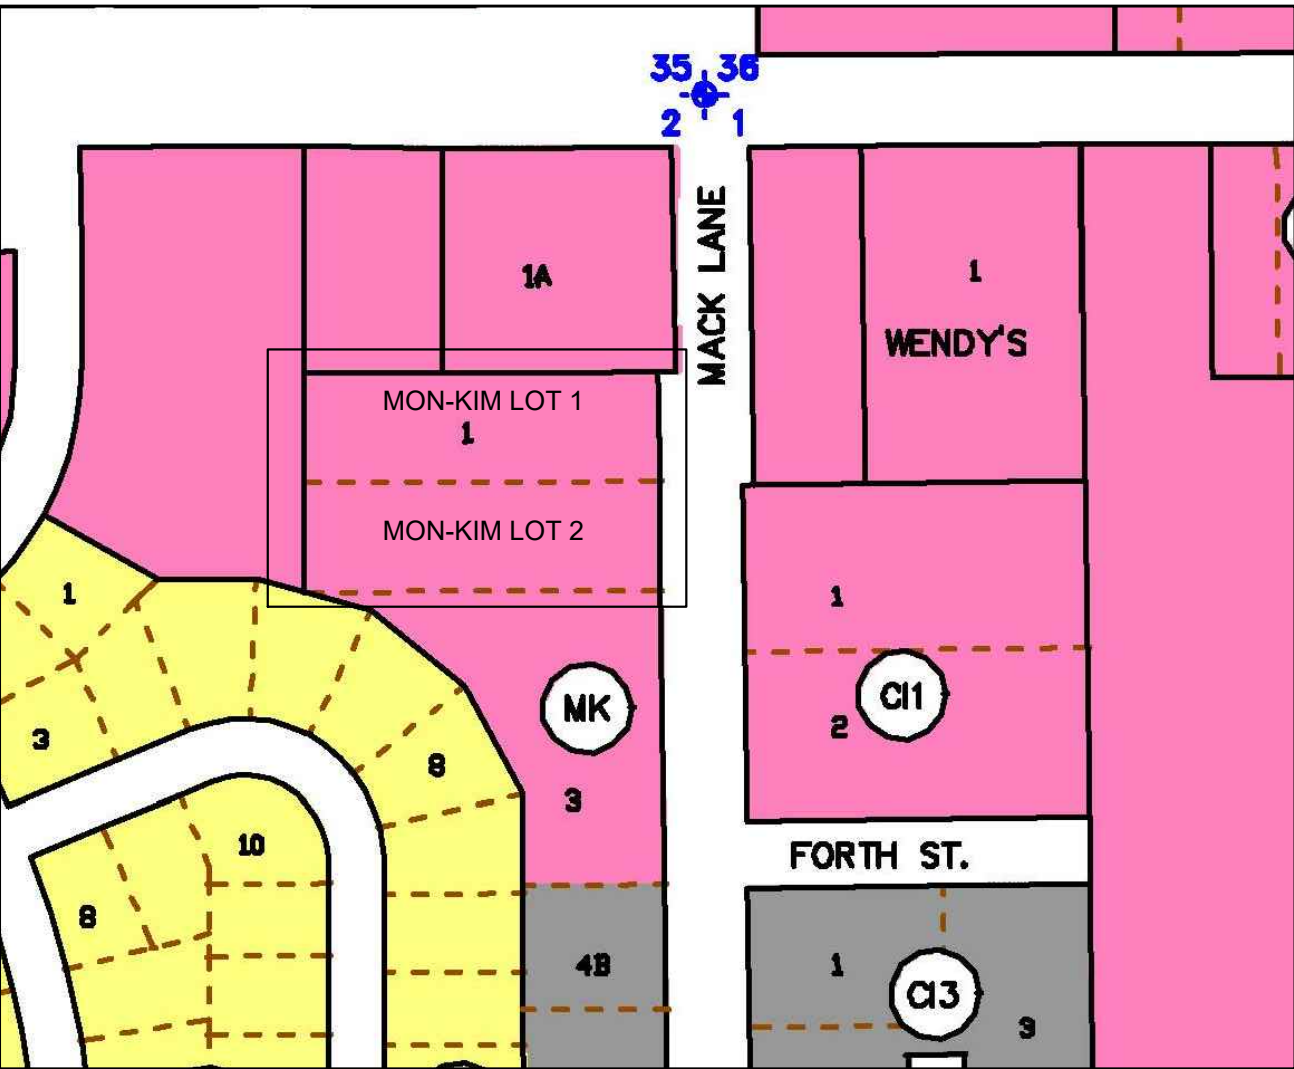 35 36
2 1
1A
MACK LANE
1
WENDY'S
MON-KIM LOT 1
1
MON-KIM LOT 2
1
1
CI1
2
MK
3
3
8
10
FORTH ST.
8
4B
1
CI3
3